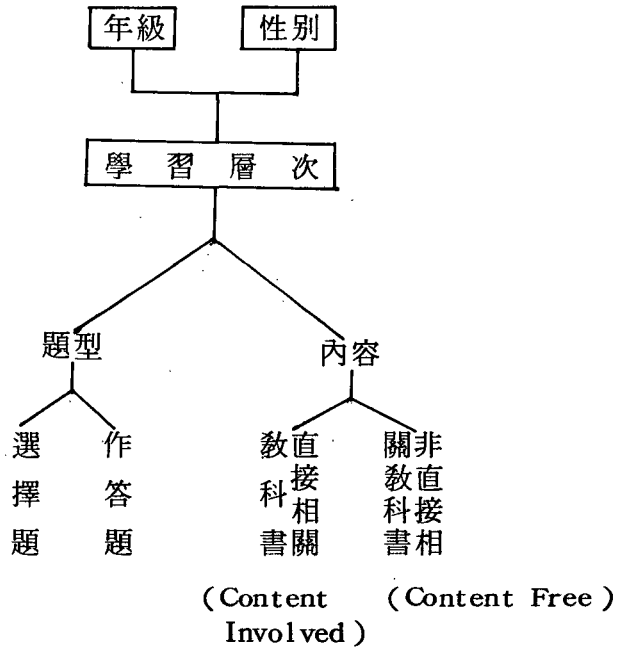 年級
性别
學習層次
題型
內容
選擇題
作答題
直接相關
敎科書
非直接相
關敎科書
(Content
Involved)
(Content Free)